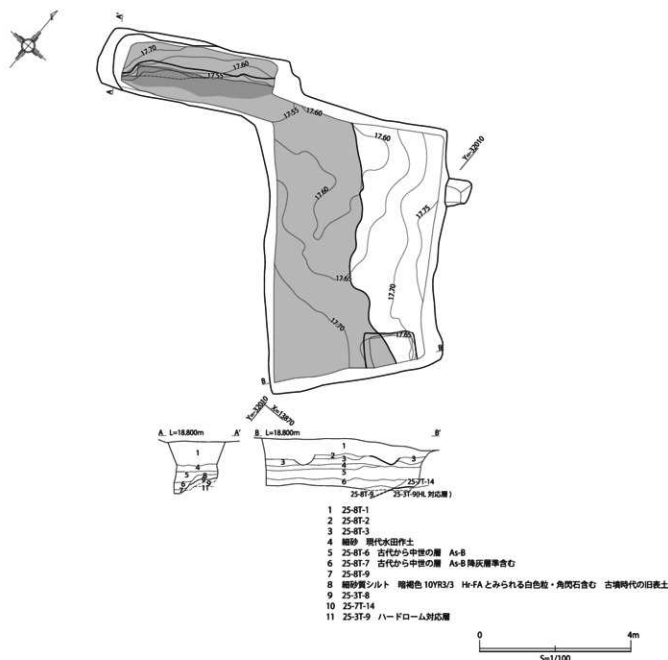 A'
17.70
17.60
17.55
A
17.55
17.60
17.60
Y=-32010
17.60
17.75
17.65
17.70
17.70
17.65
B'
B
Y=-32010
X=13870
A L=18.800m A'
B L=18.800m B'
1
4
5
8
6
9
7
11
1
2
3
3
3
4
5
6
25-7T-14
25-8T-9
25-3T-9(HL 対応層)
1 25-8T-1
2 25-8T-2
3 25-8T-3
4 細砂 現代水田作土
5 25-8T-6 古代から中世の層 As-B
6 25-8T-7 古代から中世の層 As-B 降灰層準含む
7 25-8T-9
8 細砂質シルト 暗褐色 10YR3/3 Hr-FA とみられる白色粒・角閃石含む 古墳時代の旧表土
9 25-3T-8
10 25-7T-14
11 25-3T-9 ハードローム対応層
0 4m
S=1/100